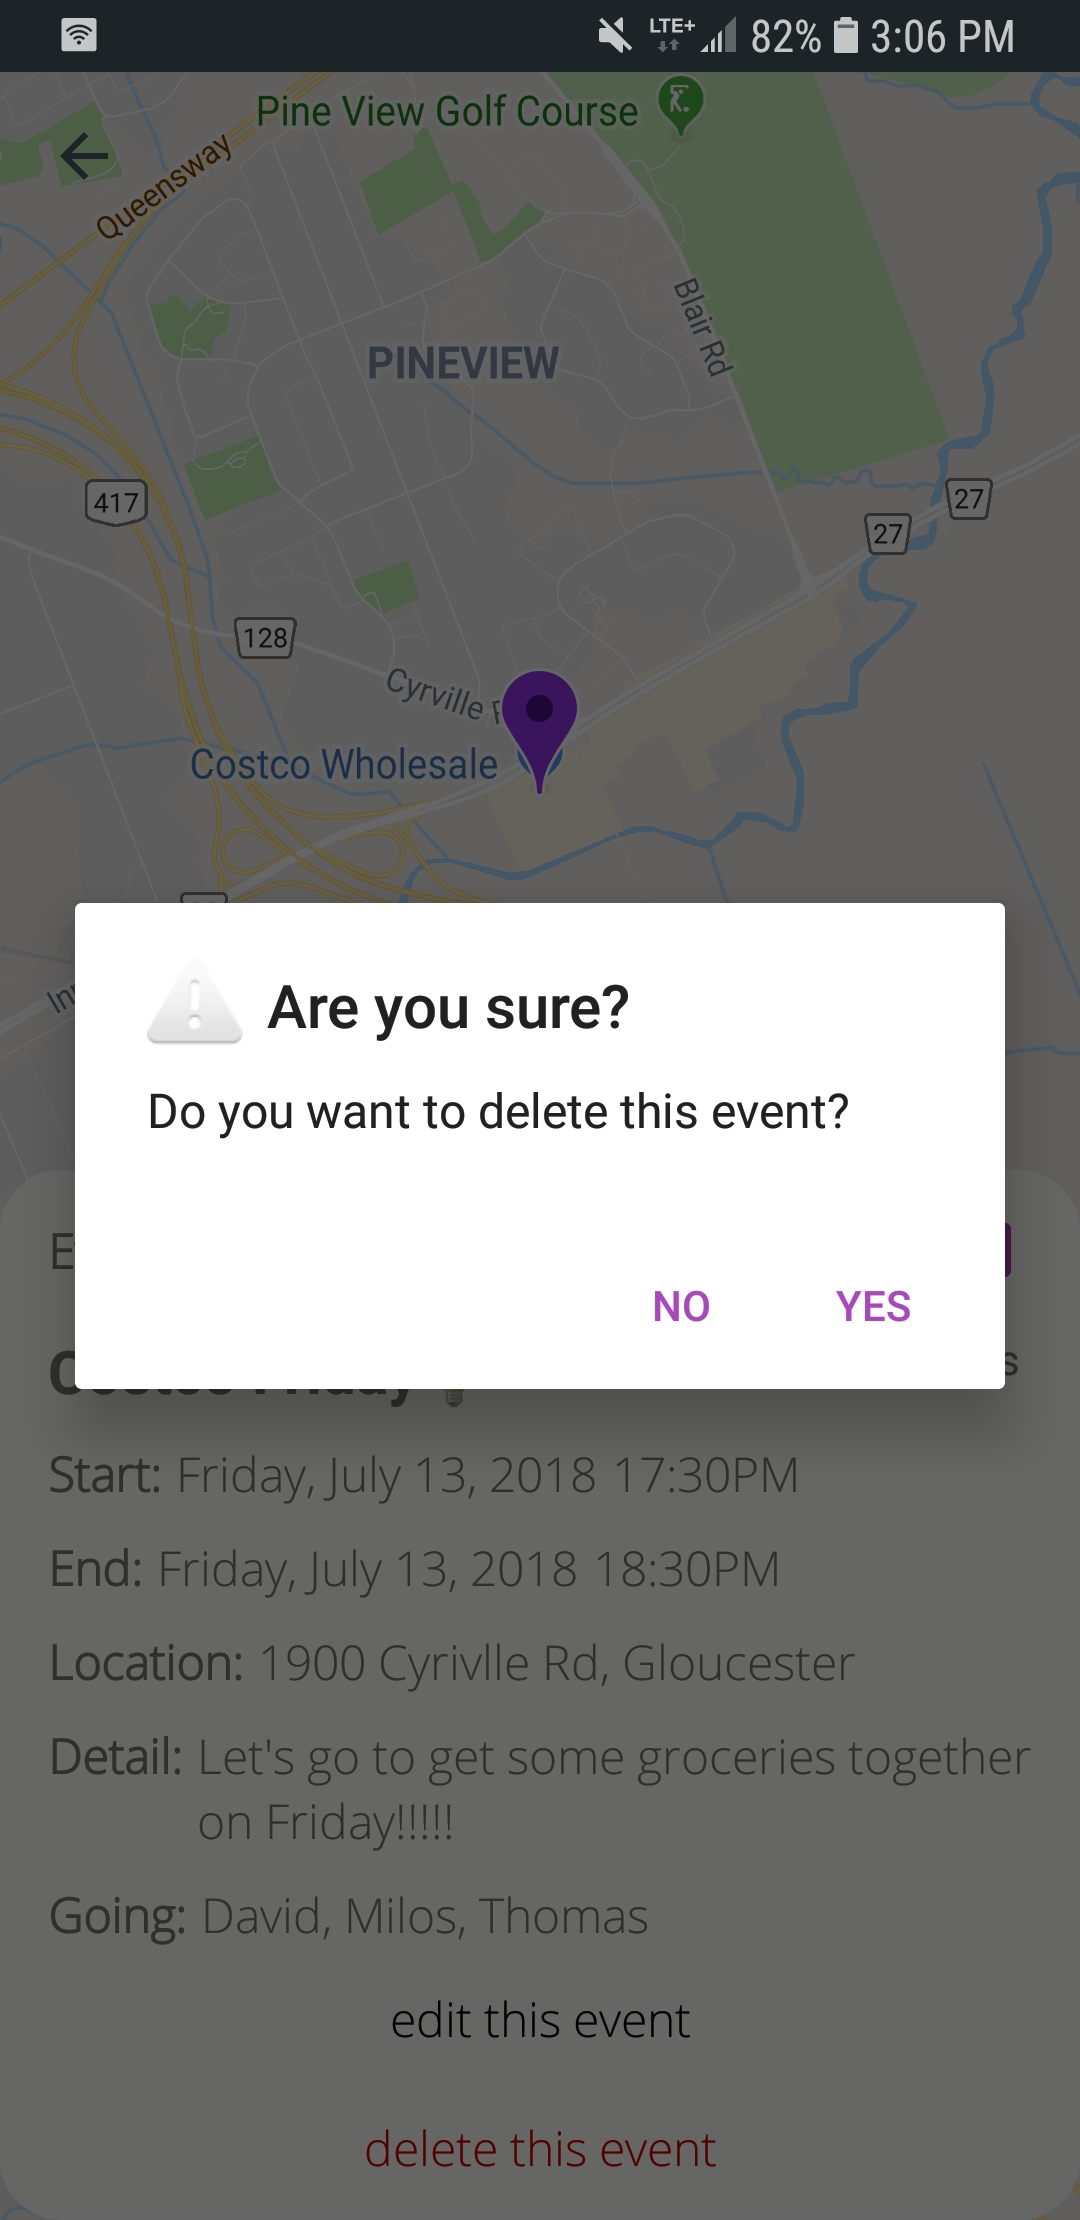 LTE+ 82% 3:06 PM
Pine View Golf Course
Queensway
Blair Rd
PINEVIEW
417
27
27
128
Cyrville
Costco Wholesale
Are you sure?
Do you want to delete this event?
NO YES
Friday
Start: Friday, July 13, 2018 17:30PM
End: Friday, July 13, 2018 18:30PM
Location: 1900 Cyrivlle Rd, Gloucester
Detail: Let's go to get some groceries together
on Friday!!!!!
Going: David, Milos, Thomas
edit this event
delete this event